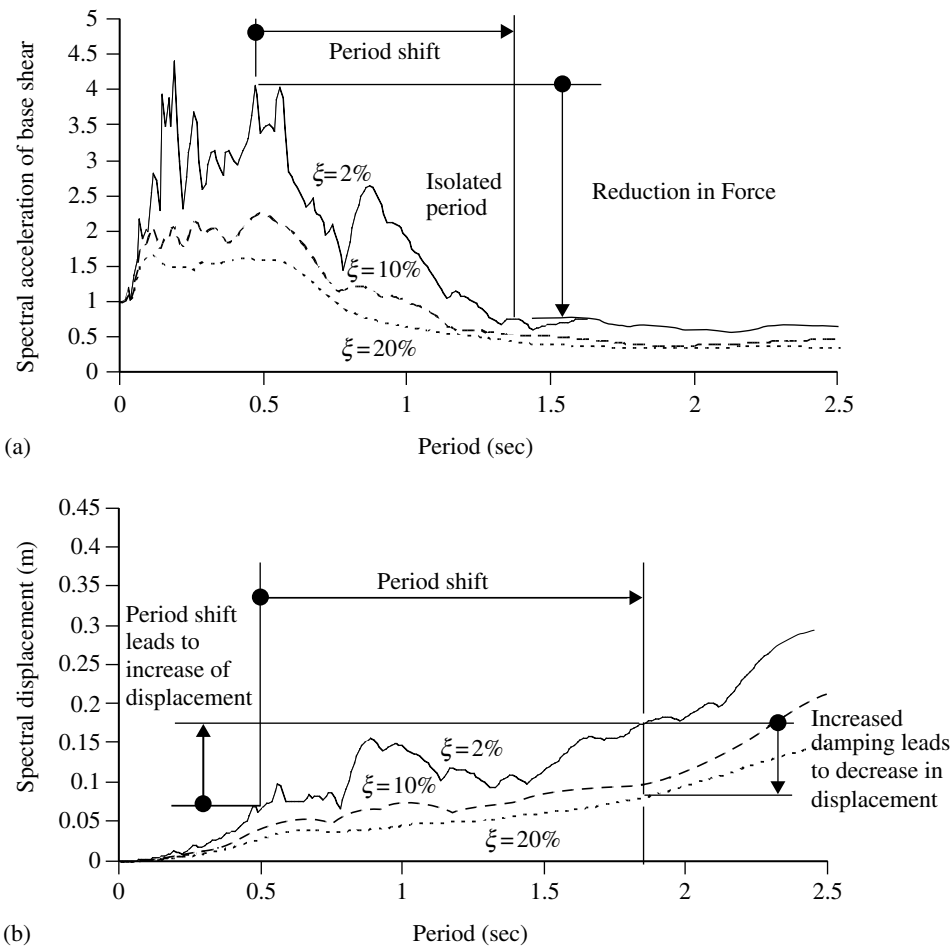 5
4.5
4
3.5
3
2.5
2
1.5
1
0.5
0
Spectral acceleration of base shear
Period shift
ξ=2%
Isolated
period
Reduction in Force
ξ=10%
ξ=20%
0
0.5
1
1.5
2
2.5
(a)
Period (sec)
0.45
0.4
0.35
0.3
0.25
0.2
0.15
0.1
0.05
0
Spectral displacement (m)
Period shift
Period shift
leads to
increase of
displacement
ξ=2%
ξ=10%
ξ=20%
Increased
damping leads
to decrease in
displacement
0
0.5
1
1.5
2
2.5
(b)
Period (sec)